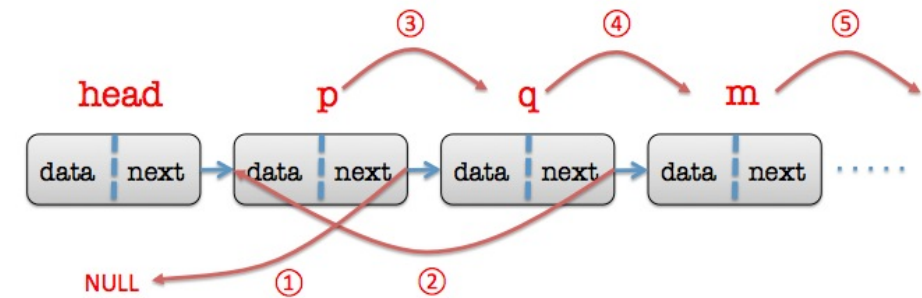 ③ ④ ⑤
head p q m
data next data next data next data next ·····
NULL ① ②